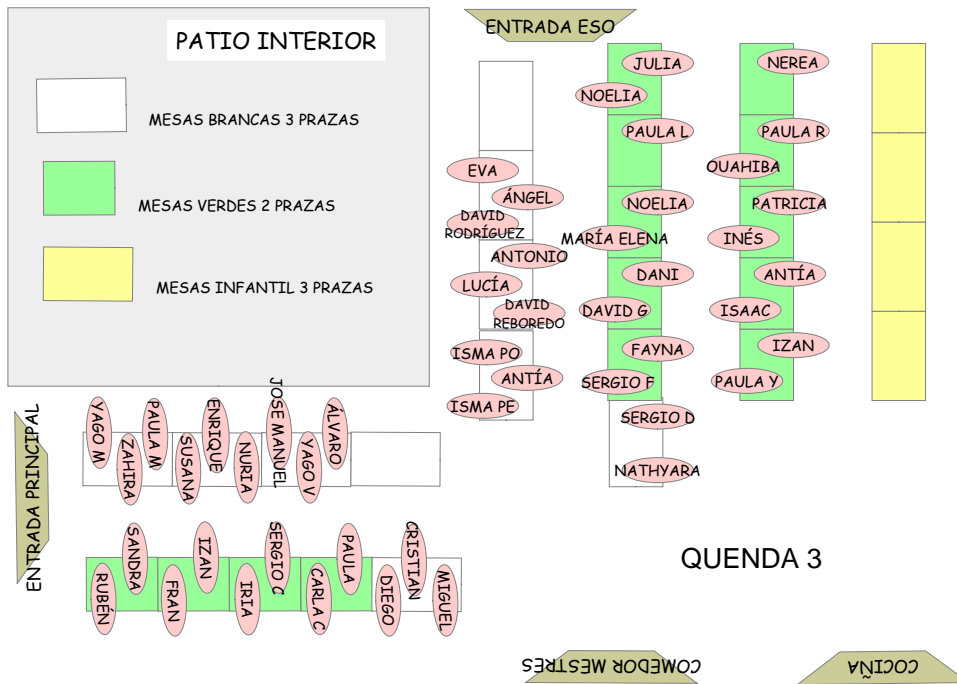 ENTRADA ESO
PATIO INTERIOR
MESAS BRANCAS 3 PRAZAS
MESAS VERDES 2 PRAZAS
MESAS INFANTIL 3 PRAZAS
EVA
ÁNGEL
DAVID
RODRÍGUEZ
ANTONIO
LUCÍA
DAVID
REBOREDO
ISMA PO
ANTÍA
ISMA PE
JULIA
NOELIA
PAULA L
NOELIA
MARÍA ELENA
DANI
DAVID G
FAYNA
SERGIO F
SERGIO D
NATHYARA
NEREA
PAULA R
OUAHIBA
PATRICIA
INÉS
ANTÍA
ISAAC
IZAN
PAULA Y
ENTRADA PRINCIPAL
YAGO M
ZAHIRA
PAULA M
SUSANA
ENRIQUE
NURIA
JOSE MANUEL
YAGO V
ÁLVARO
RUBÉN
SANDRA
FRAN
IZAN
IRIA
SERGIO C
CARLA C
PAULA
DIEGO
CRISTIAN
MIGUEL
QUENDA 3
COMEDOR MESTRES
COCIÑA